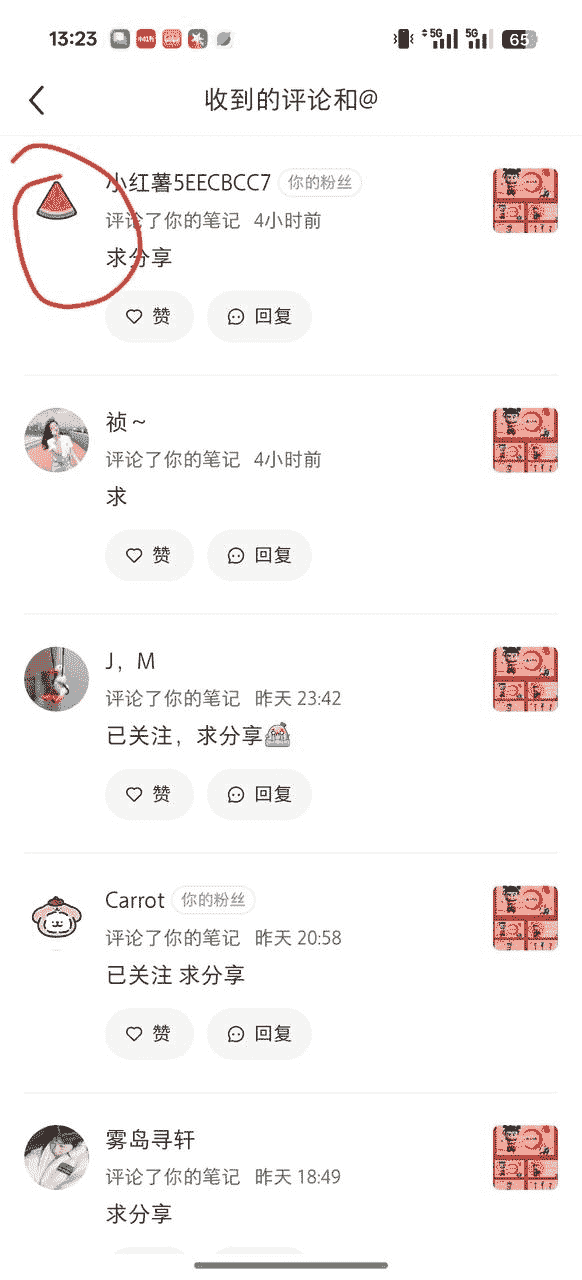 13:23
5G 5G 65
收到的评论和@
小红薯5EECBCC7 你的粉丝
评论了你的笔记 4小时前
求分享
赞 回复
祯～
评论了你的笔记 4小时前
求
赞 回复
J，M
评论了你的笔记 昨天 23:42
已关注，求分享
赞 回复
Carrot 你的粉丝
评论了你的笔记 昨天 20:58
已关注 求分享
赞 回复
雾岛寻轩
评论了你的笔记 昨天 18:49
求分享